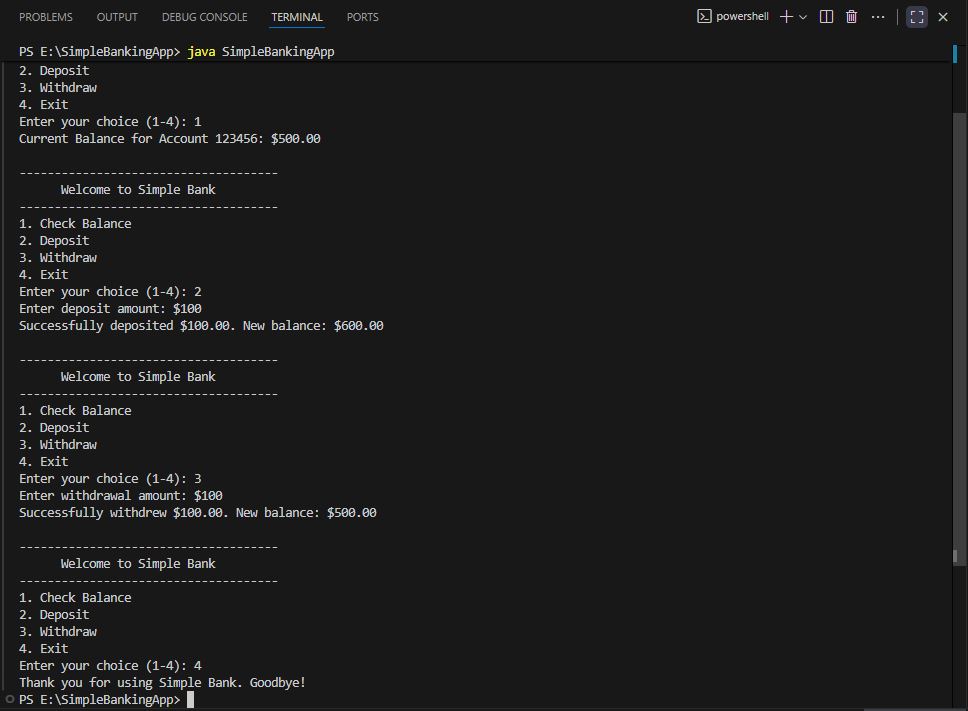 PROBLEMS OUTPUT DEBUG CONSOLE TERMINAL PORTS powershell
PS E:\SimpleBankingApp> java SimpleBankingApp
2. Deposit
3. Withdraw
4. Exit
Enter your choice (1-4): 1
Current Balance for Account 123456: $500.00
-------------------------------------
Welcome to Simple Bank
-------------------------------------
1. Check Balance
2. Deposit
3. Withdraw
4. Exit
Enter your choice (1-4): 2
Enter deposit amount: $100
Successfully deposited $100.00. New balance: $600.00
-------------------------------------
Welcome to Simple Bank
-------------------------------------
1. Check Balance
2. Deposit
3. Withdraw
4. Exit
Enter your choice (1-4): 3
Enter withdrawal amount: $100
Successfully withdrew $100.00. New balance: $500.00
-------------------------------------
Welcome to Simple Bank
-------------------------------------
1. Check Balance
2. Deposit
3. Withdraw
4. Exit
Enter your choice (1-4): 4
Thank you for using Simple Bank. Goodbye!
PS E:\SimpleBankingApp>